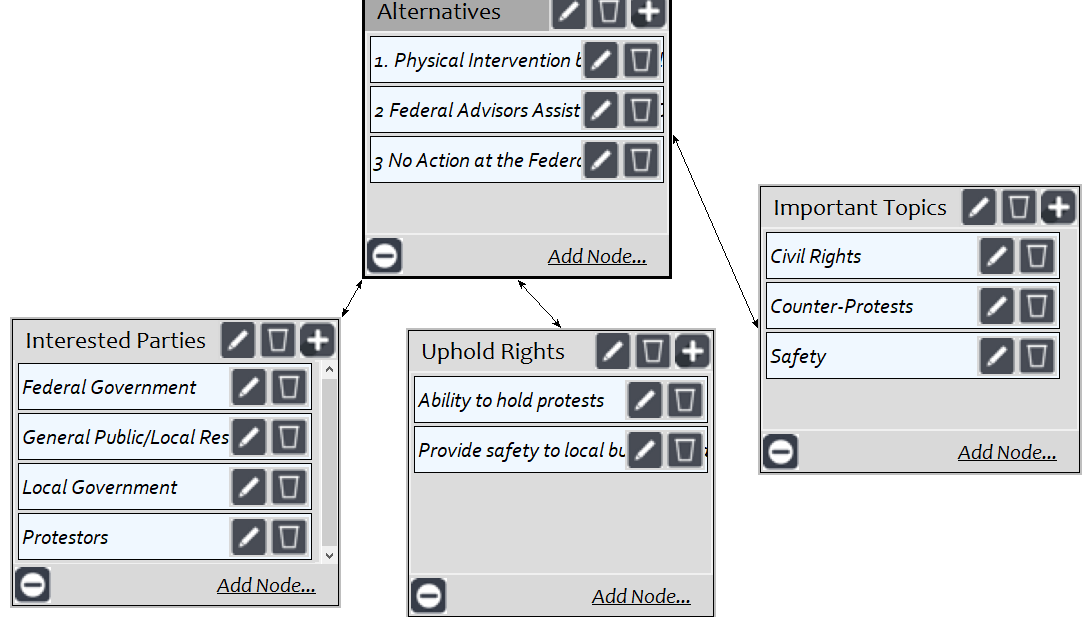 Alternatives
1. Physical Intervention
2 Federal Advisors Assist
3 No Action at the
Add Node...
Important Topics
Civil Rights
Counter-Protests
Safety
Add Node...
Interested Parties
Federal Government
General Public/Local
Local Government
Protestors
Add Node...
Uphold Rights
Ability to hold protests
Provide safety to local
Add Node...